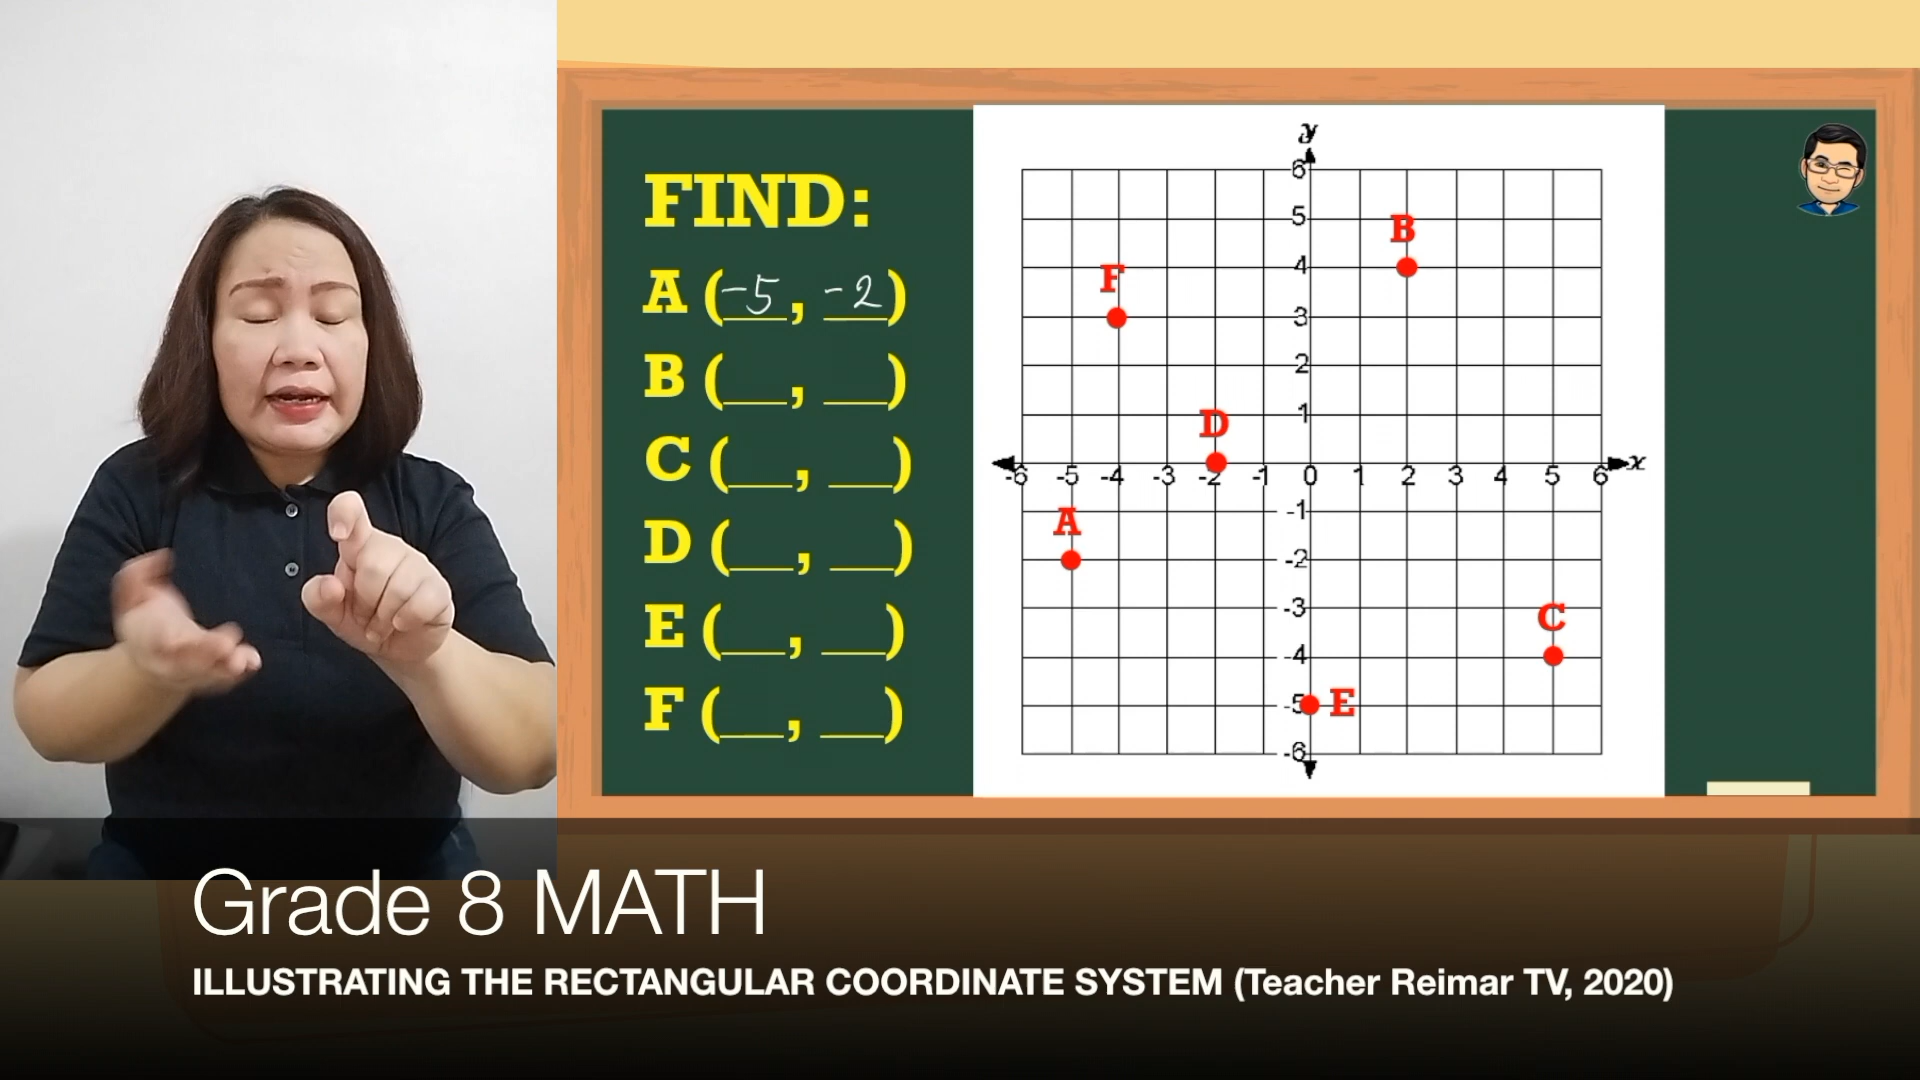 FIND:
A (-5, -2)
B (__, __)
C (__, __)
D (__, __)
E (__, __)
F (__, __)
y
6
5
B
4
F
3
2
1
D
-6 -5 -4 -3 -2 -1 0 1 2 3 4 5 6 x
-1
A
-2
-3
C
-4
-5 E
-6
Grade 8 MATH
ILLUSTRATING THE RECTANGULAR COORDINATE SYSTEM (Teacher Reimar TV, 2020)